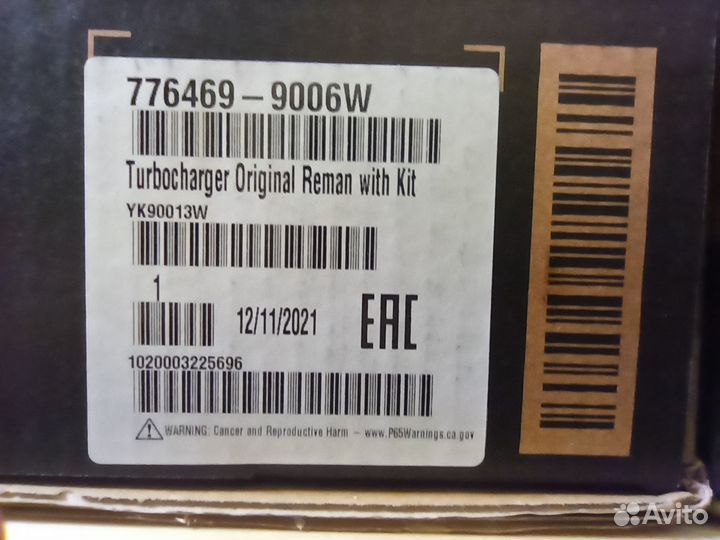 776469-9006W
Turbocharger Original Reman with Kit
YK90013W
1
12/11/2021
EAC
1020003225696
WARNING: Cancer and Reproductive Harm - www.P65Warnings.ca.gov
Avito